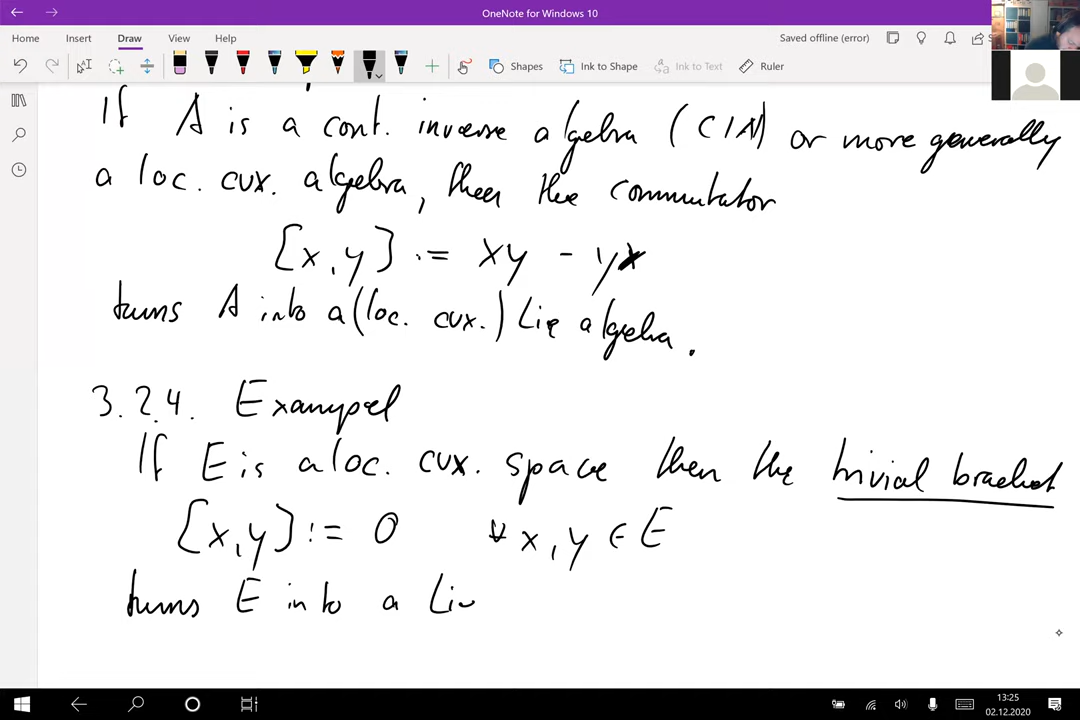 OneNote for Windows 10
Home Insert Draw View Help Saved offline (error)
Shapes Ink to Shape Ink to Text Ruler
If A is a cont. inverse algebra (CIA) or more generally
a loc. cvx. algebra, then the commutator
[x,y] := xy - yx
turns A into a (loc. cvx.) Lie algebra.
3.2.4. Exampel
If E is a loc. cvx. space then the trivial bracket
[x,y] := 0 ∀ x, y ∈ E
turns E into a Lie
13:25
02.12.2020